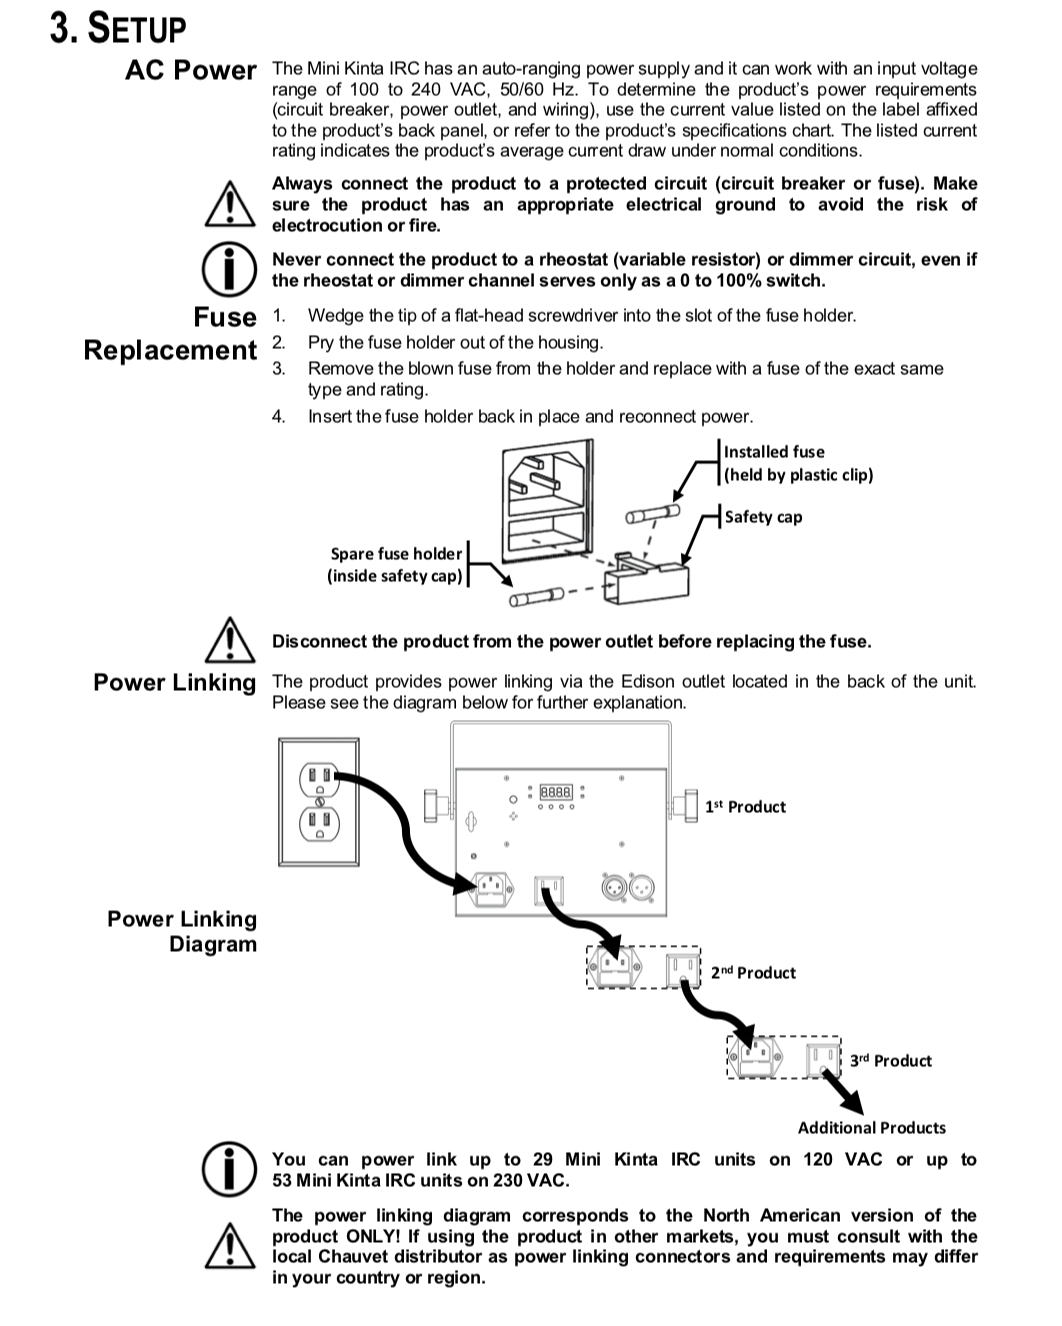 3. SETUP
AC Power
The Mini Kinta IRC has an auto-ranging power supply and it can work with an input voltage
range of 100 to 240 VAC, 50/60 Hz. To determine the product's power requirements
(circuit breaker, power outlet, and wiring), use the current value listed on the label affixed
to the product's back panel, or refer to the product's specifications chart. The listed current
rating indicates the product's average current draw under normal conditions.
Always connect the product to a protected circuit (circuit breaker or fuse). Make
sure the product has an appropriate electrical ground to avoid the risk of
electrocution or fire.
Never connect the product to a rheostat (variable resistor) or dimmer circuit, even if
the rheostat or dimmer channel serves only as a 0 to 100% switch.
Fuse
Replacement
1. Wedge the tip of a flat-head screwdriver into the slot of the fuse holder.
2. Pry the fuse holder out of the housing.
3. Remove the blown fuse from the holder and replace with a fuse of the exact same
type and rating.
4. Insert the fuse holder back in place and reconnect power.
Installed fuse
(held by plastic clip)
Safety cap
Spare fuse holder
(inside safety cap)
Disconnect the product from the power outlet before replacing the fuse.
Power Linking
The product provides power linking via the Edison outlet located in the back of the unit.
Please see the diagram below for further explanation.
8.8.8.8.
1st Product
Power Linking
Diagram
2nd Product
3rd Product
Additional Products
You can power link up to 29 Mini Kinta IRC units on 120 VAC or up to
53 Mini Kinta IRC units on 230 VAC.
The power linking diagram corresponds to the North American version of the
product ONLY! If using the product in other markets, you must consult with the
local Chauvet distributor as power linking connectors and requirements may differ
in your country or region.